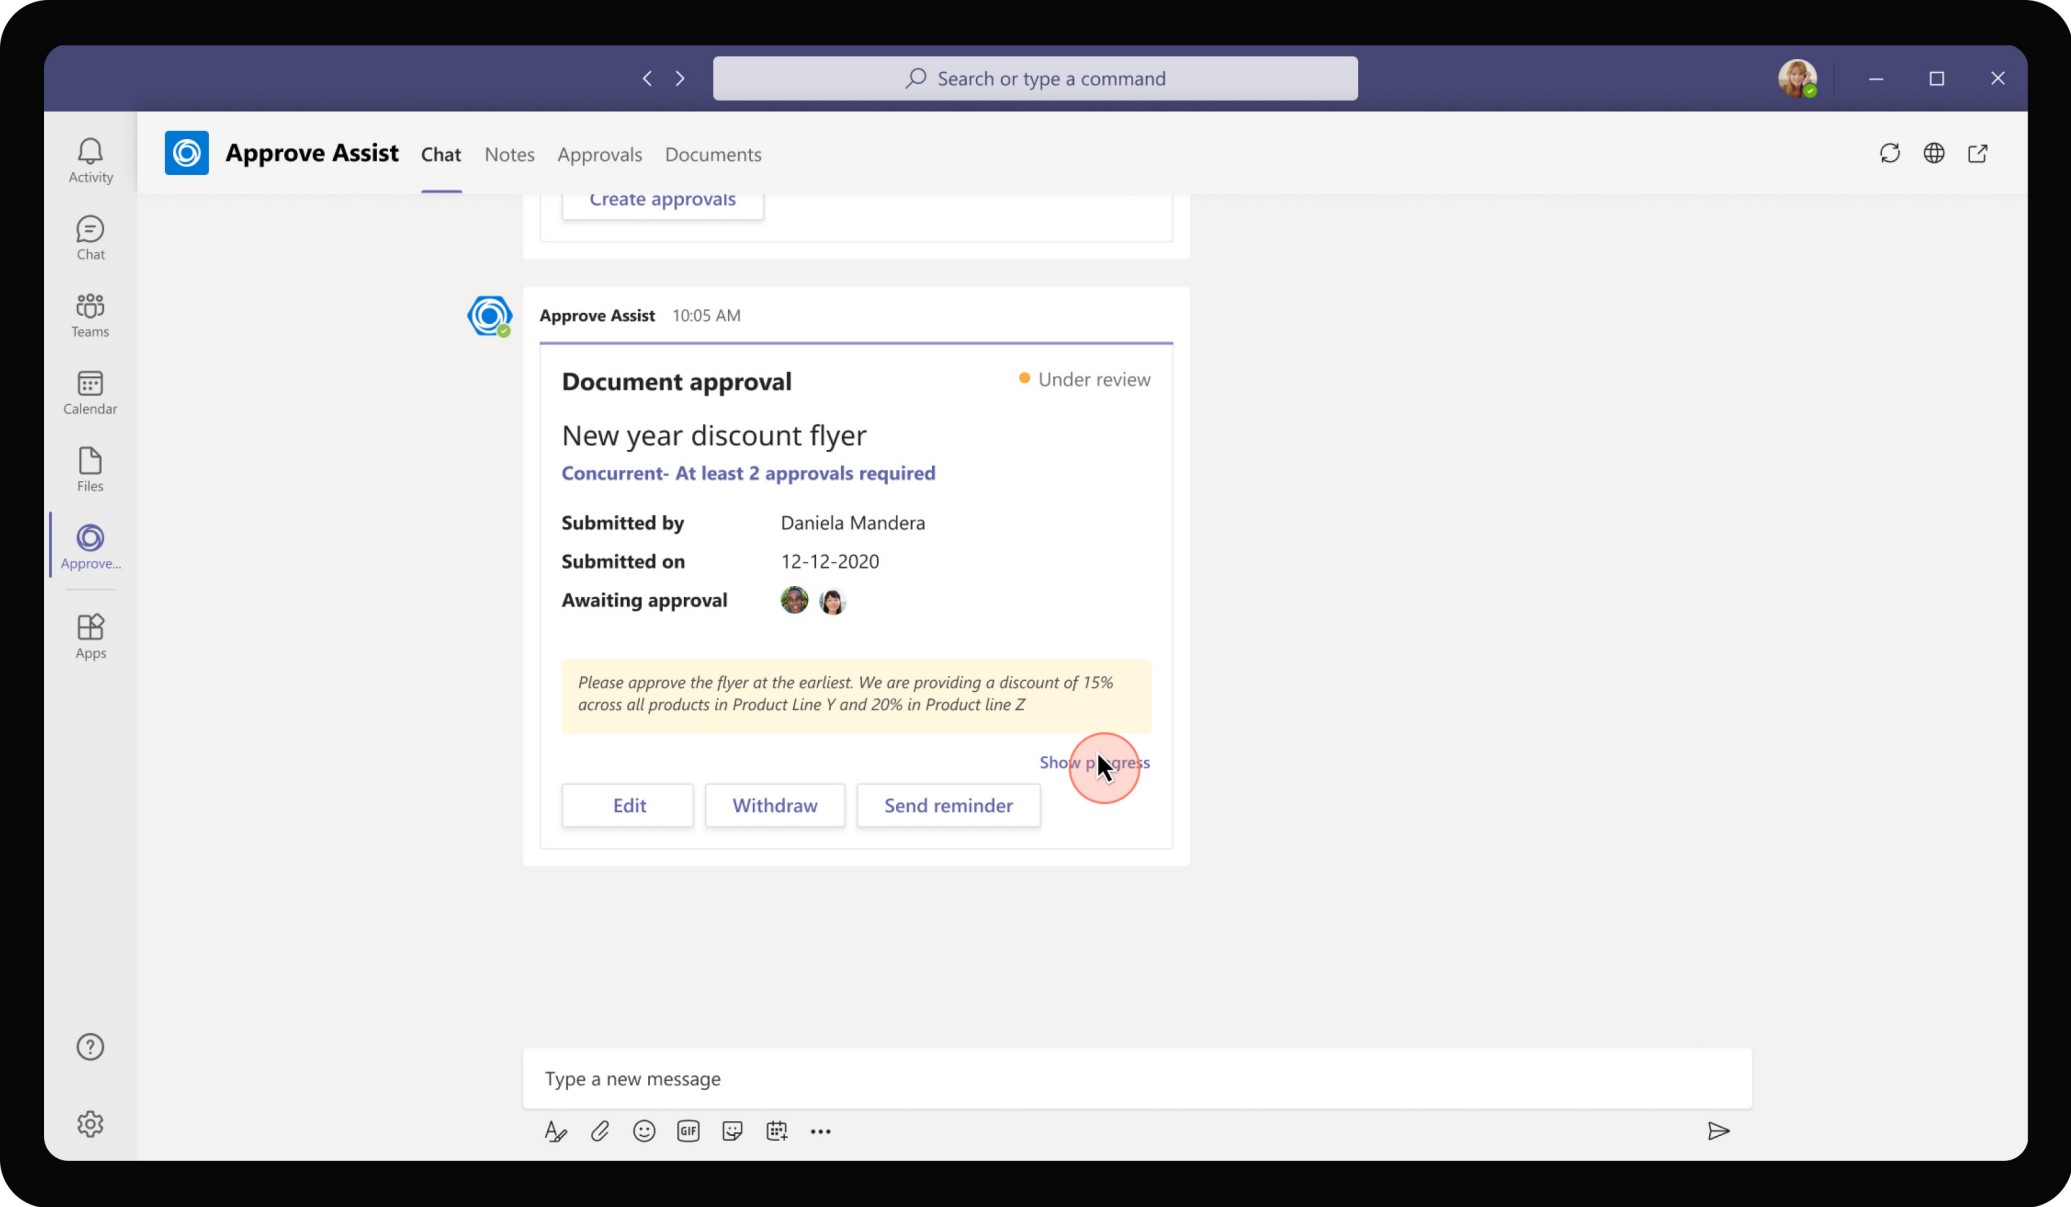 Search or type a command
Activity
Chat
Teams
Calendar
Files
Approve...
Apps
Approve Assist
Chat
Notes
Approvals
Documents
Create approvals
Approve Assist 10:05 AM
Document approval
Under review
New year discount flyer
Concurrent- At least 2 approvals required
Submitted by Daniela Mandera
Submitted on 12-12-2020
Awaiting approval
Please approve the flyer at the earliest. We are providing a discount of 15%
across all products in Product Line Y and 20% in Product line Z
Show progress
Edit
Withdraw
Send reminder
Type a new message
GIF